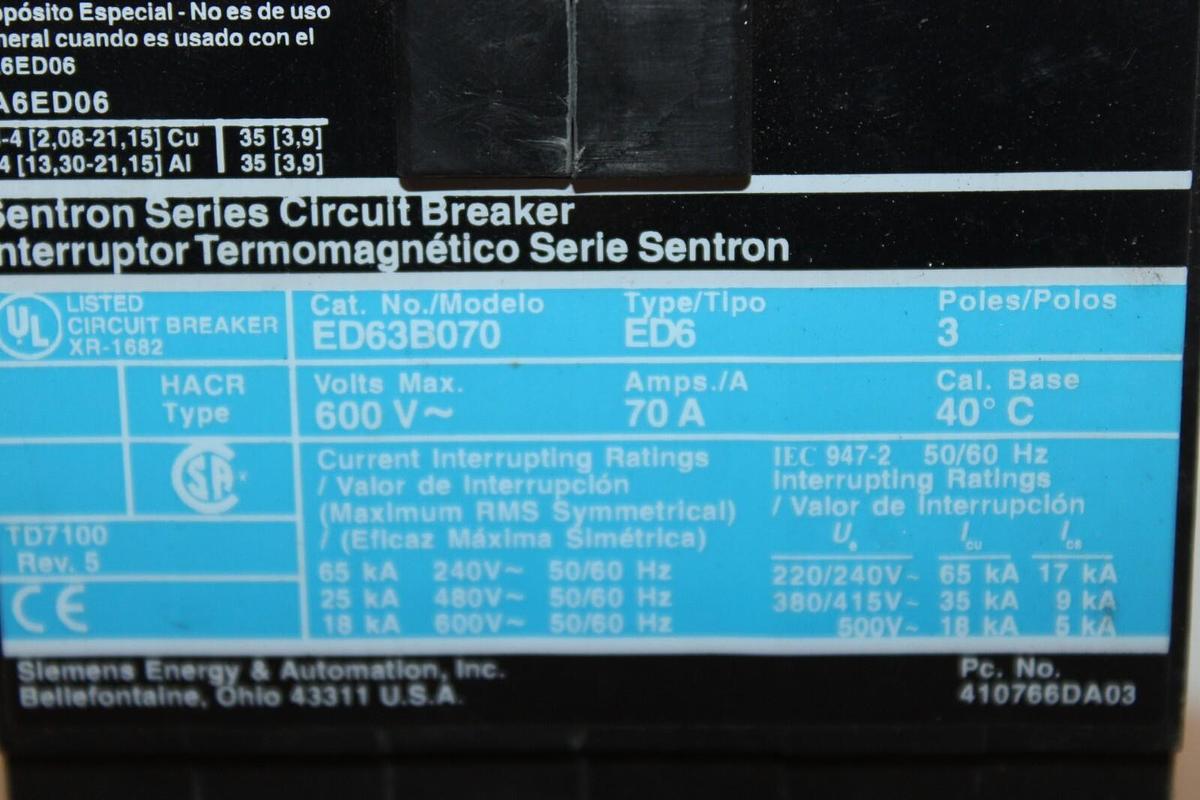 opósito Especial - No es de uso
neral cuando es usado con el
6ED06
A6ED06
-4 [2,08-21,15] Cu 35 [3,9]
4 [13,30-21,15] Al 35 [3,9]
Sentron Series Circuit Breaker
Interruptor Termomagnético Serie Sentron
UL LISTED
CIRCUIT BREAKER
XR-1682
Cat. No./Modelo Type/Tipo Poles/Polos
ED63B070 ED6 3
HACR
Type
Volts Max. Amps./A Cal. Base
600 V~ 70 A 40° C
SA
TD7100
Rev. 5
CE
Current Interrupting Ratings
/ Valor de Interrupción
(Maximum RMS Symmetrical)
/ (Eficaz Máxima Simétrica)
65 kA 240V~ 50/60 Hz
25 kA 480V~ 50/60 Hz
18 kA 600V~ 50/60 Hz
IEC 947-2 50/60 Hz
Interrupting Ratings
/ Valor de Interrupción
Ue Icu Ics
220/240V~ 65 kA 17 kA
380/415V~ 35 kA 9 kA
500V~ 18 kA 5 kA
Siemens Energy & Automation, Inc.
Bellefontaine, Ohio 43311 U.S.A.
Pc. No.
410766DA03